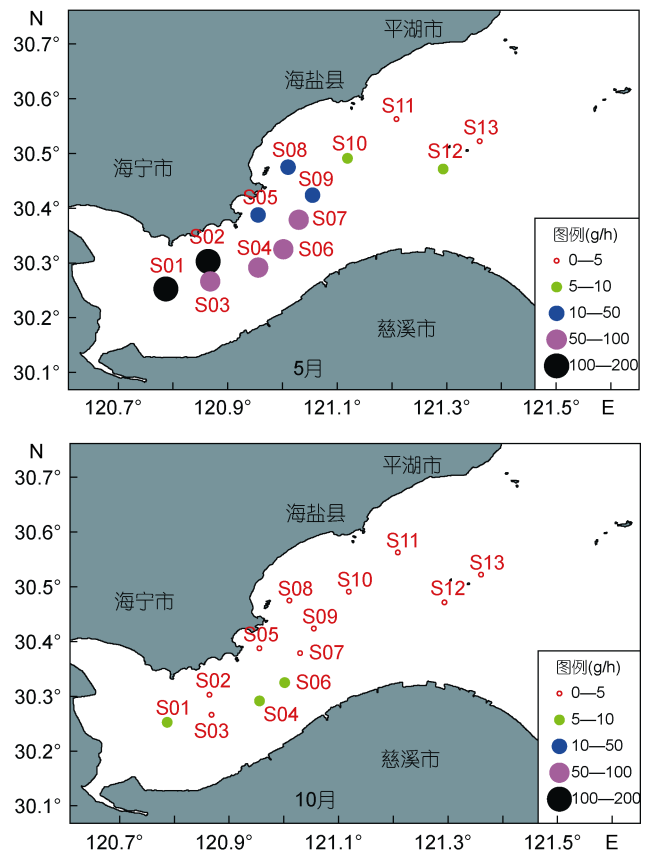 N
30.7°
30.6°
30.5°
30.4°
30.3°
30.2°
30.1°
平湖市
海盐县
海宁市
慈溪市
S11
S13
S10
S12
S08
S09
S05
S07
S02
S04
S06
S01
S03
5月
图例(g/h)
0—5
5—10
10—50
50—100
100—200
120.7° 120.9° 121.1° 121.3° 121.5° E
N
30.7°
30.6°
30.5°
30.4°
30.3°
30.2°
30.1°
平湖市
海盐县
海宁市
慈溪市
S11
S13
S10
S12
S08
S09
S05
S07
S02
S06
S01
S04
S03
10月
图例(g/h)
0—5
5—10
10—50
50—100
100—200
120.7° 120.9° 121.1° 121.3° 121.5° E